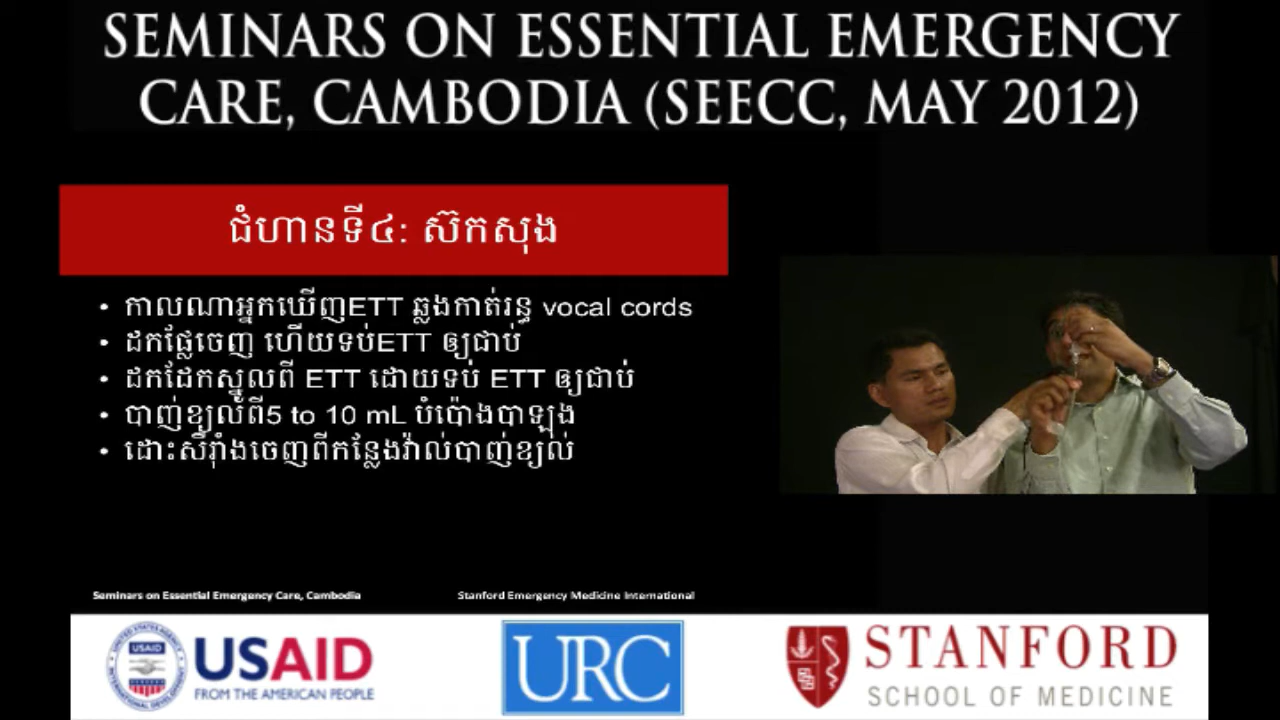 SEMINARS ON ESSENTIAL EMERGENCY
CARE, CAMBODIA (SEECC, MAY 2012)
ជំហានទី៤: ស៊កសុង
• កាលណាអ្នកឃើញETT ឆ្លងកាត់រន្ធ vocal cords
• ដកផ្លែចេញ ហើយទប់ETT ឲ្យជាប់
• ដកដែកស្នូលពី ETT ដោយទប់ ETT ឲ្យជាប់
• បាញ់ខ្យល់ពី5 to 10 mL បំប៉ោងបាឡុង
• ដោះសឺរ៉ាំងចេញពីកន្លែងវ៉ាល់បាញ់ខ្យល់
Seminars on Essential Emergency Care, Cambodia
Stanford Emergency Medicine International
USAID
USAID
FROM THE AMERICAN PEOPLE
URC
STANFORD
SCHOOL OF MEDICINE